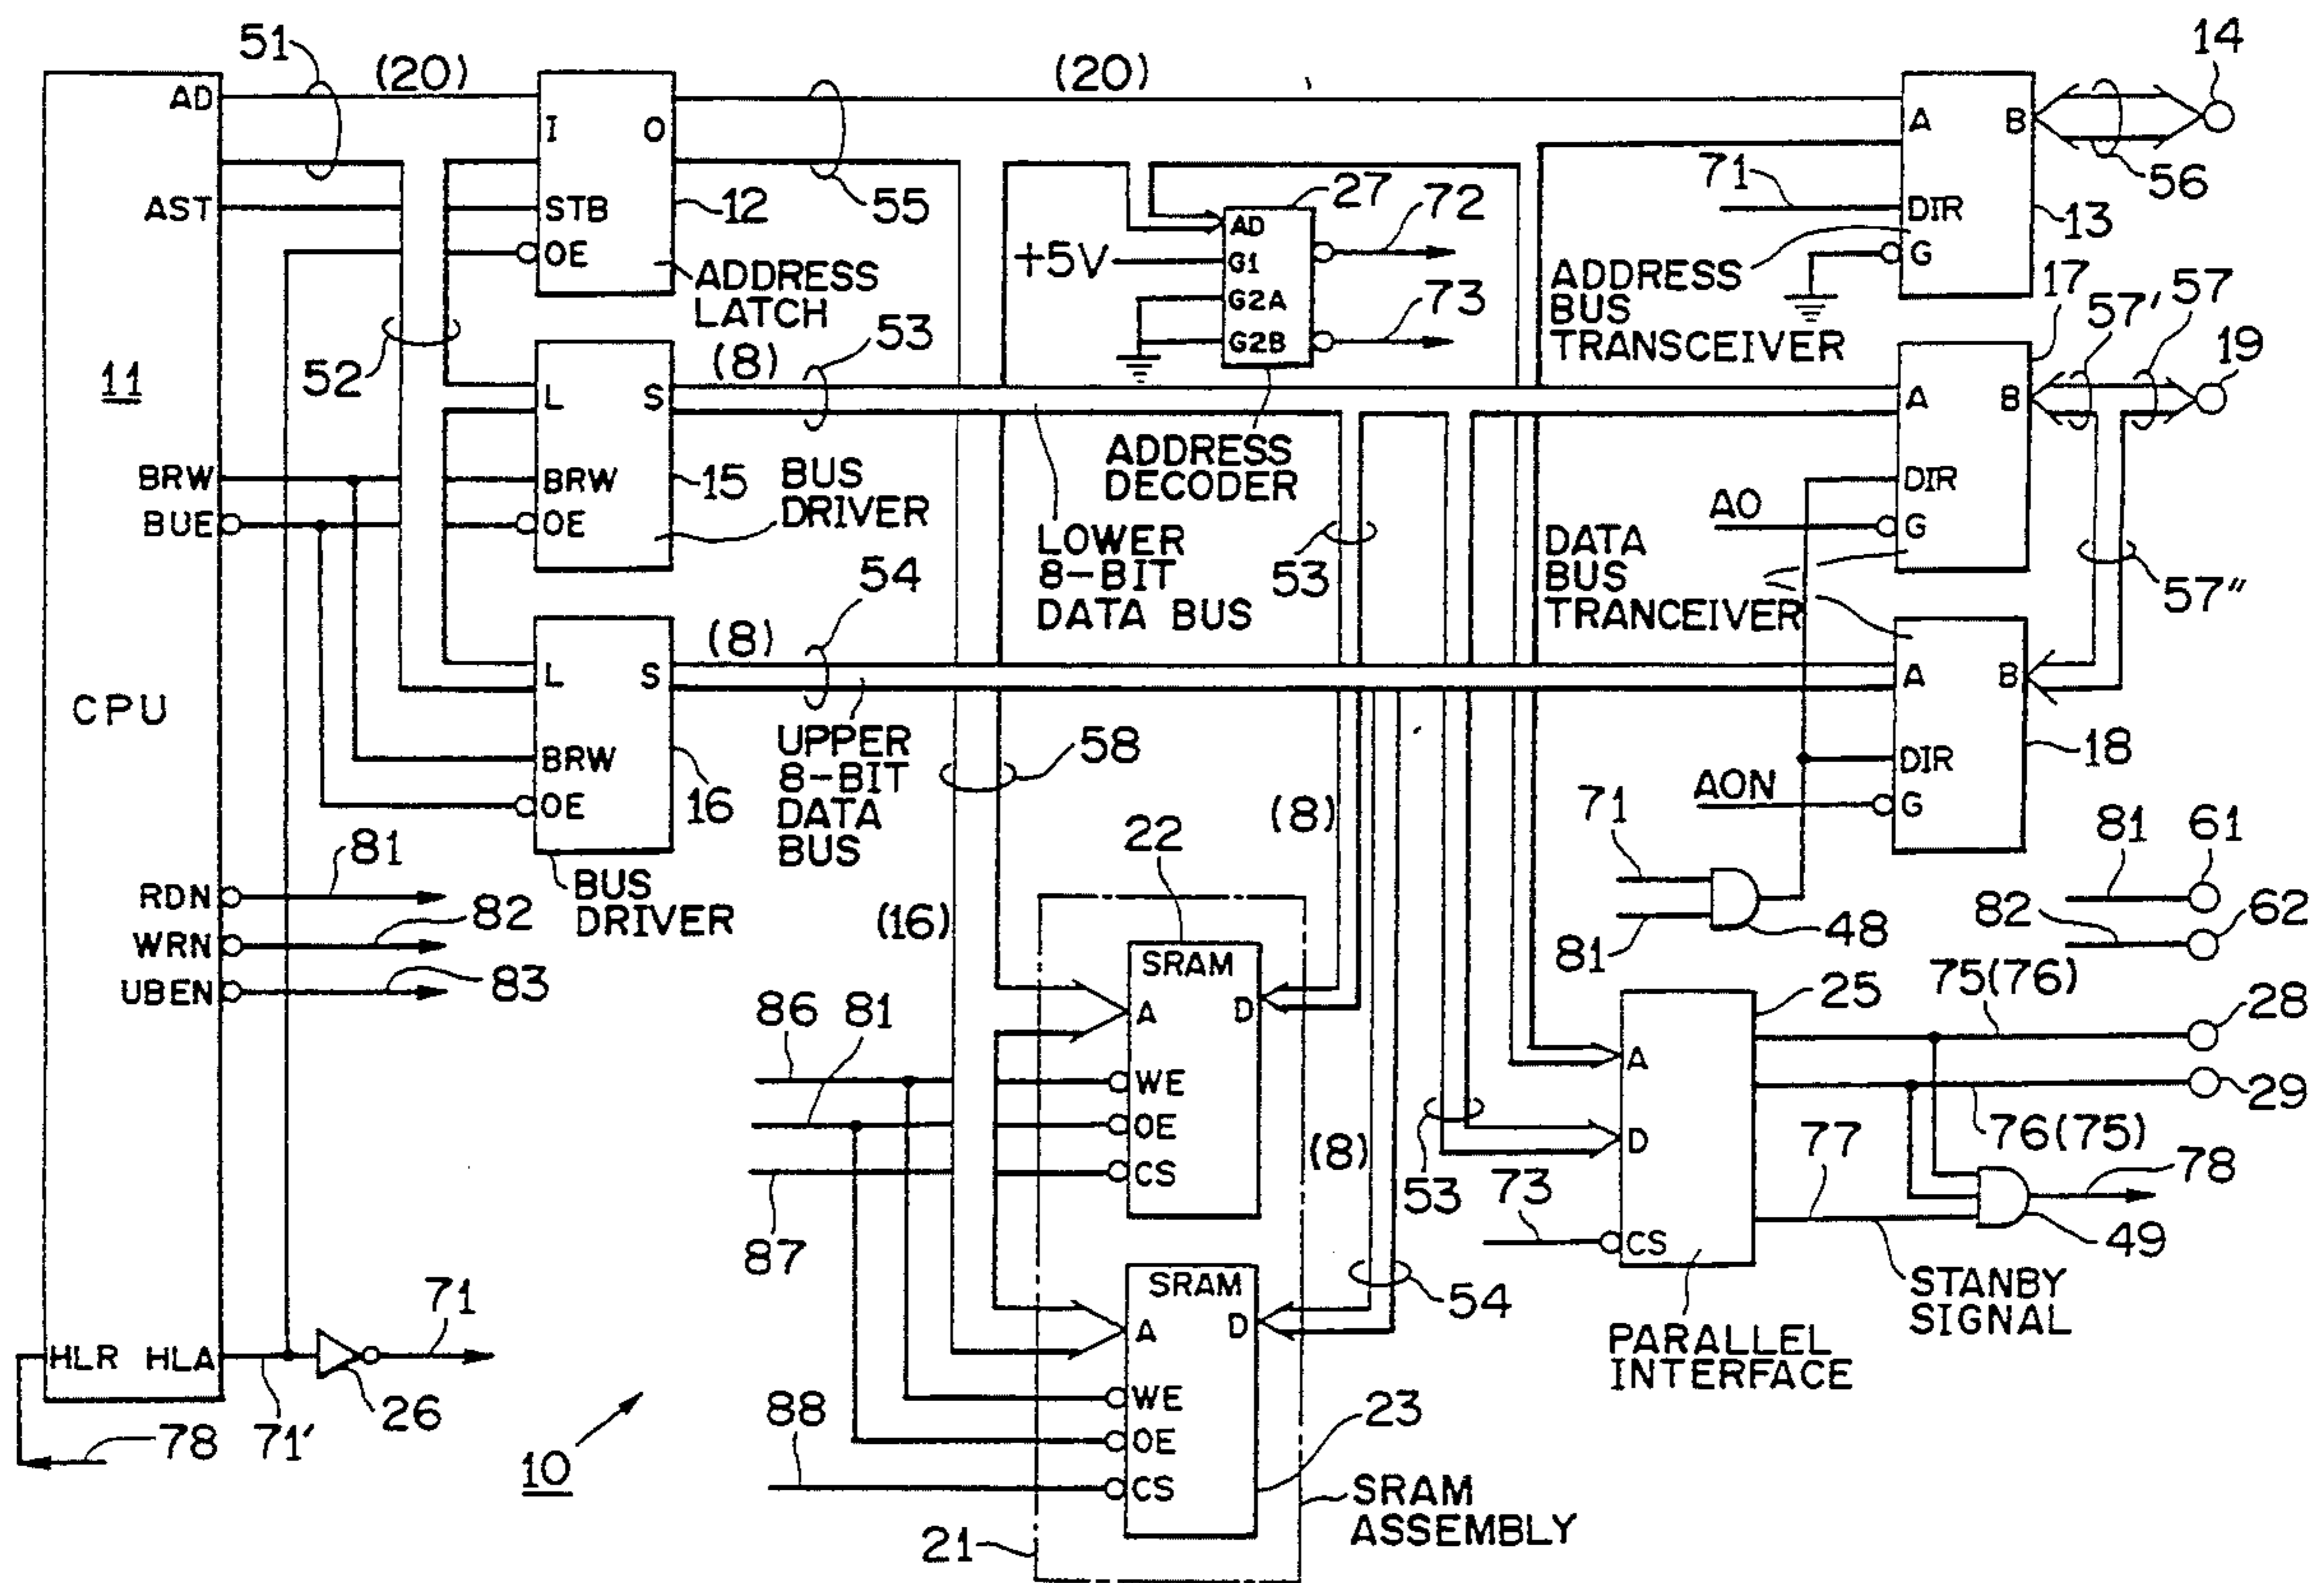 51
(20)
(20)
14
AD
I
O
A
B
AST
STB
12
55
27
72
71
DIR
13
56
OE
AD
+5V
G1
G
ADDRESS
LATCH
G2A
G2B
73
ADDRESS
BUS
TRANSCEIVER
17
57'
57
19
11
52
(8)
53
L
S
A
B
BRW
BRW
15
BUS
DRIVER
ADDRESS
DECODER
DIR
BUE
OE
AO
G
LOWER
8-BIT
DATA BUS
53
DATA
BUS
TRANCEIVER
57"
54
(8)
L
S
A
B
CPU
UPPER
8-BIT
DATA
BUS
58
BRW
16
DIR
18
OE
AON
G
(8)
71
81
61
81
22
RDN
BUS
DRIVER
82
(16)
82
62
WRN
48
UBEN
83
SRAM
81
75(76)
25
28
86
81
A
D
A
29
WE
OE
53
D
76(75)
77
78
CS
(8)
73
87
CS
49
SRAM
54
STANBY
SIGNAL
71
A
D
PARALLEL
INTERFACE
HLR
HLA
26
88
WE
23
78
71'
10
OE
CS
SRAM
ASSEMBLY
21